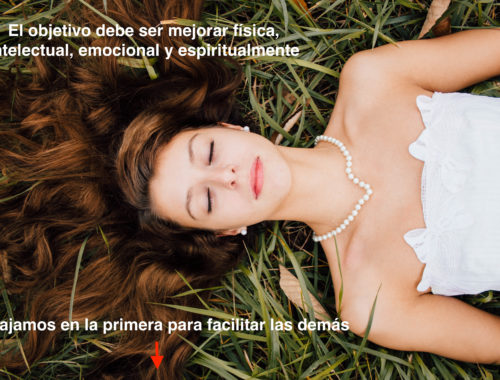 El objetivo debe ser mejorar física,
ntelectual, emocional y espiritualmente
ajamos en la primera para facilitar las demás